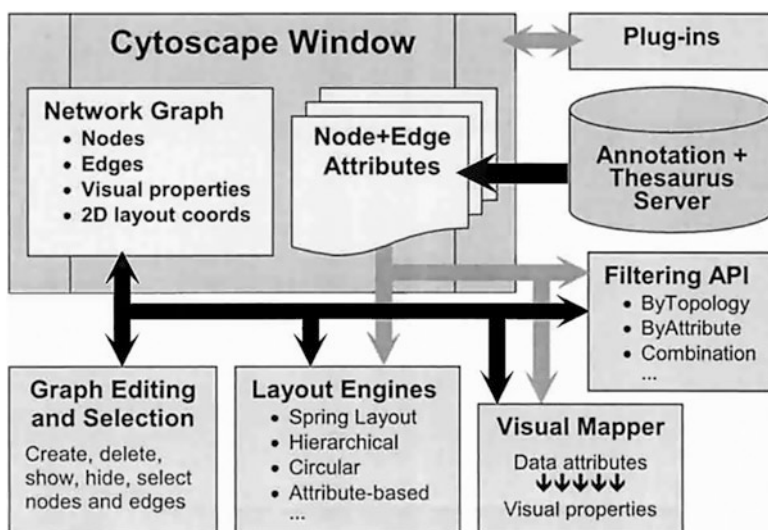 Cytoscape Window
Plug-ins
Network Graph
• Nodes
• Edges
• Visual properties
• 2D layout coords
Node+Edge
Attributes
Annotation +
Thesaurus
Server
Filtering API
• ByTopology
• ByAttribute
• Combination
...
Graph Editing
and Selection
Create, delete,
show, hide, select
nodes and edges
Layout Engines
• Spring Layout
• Hierarchical
• Circular
• Attribute-based
...
Visual Mapper
Data attributes
Visual properties